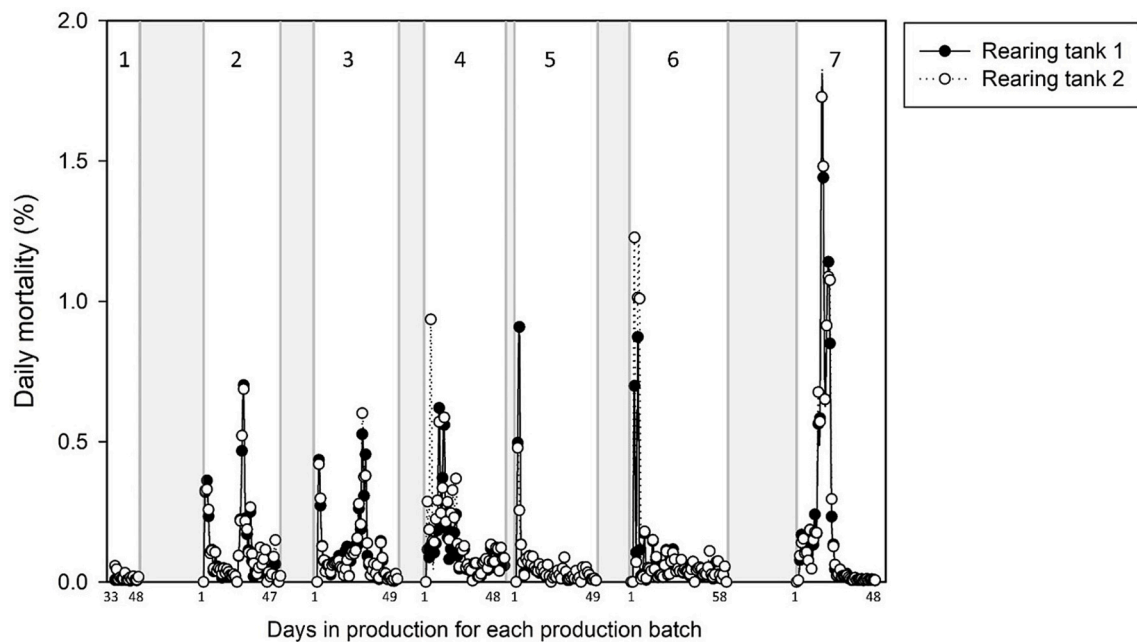 2.0
1 2 3 4 5 6 7
Rearing tank 1
Rearing tank 2
1.5
1.0
0.5
0.0
Daily mortality (%)
33 48 1 47 1 49 1 48 1 49 1 58 1 48
Days in production for each production batch